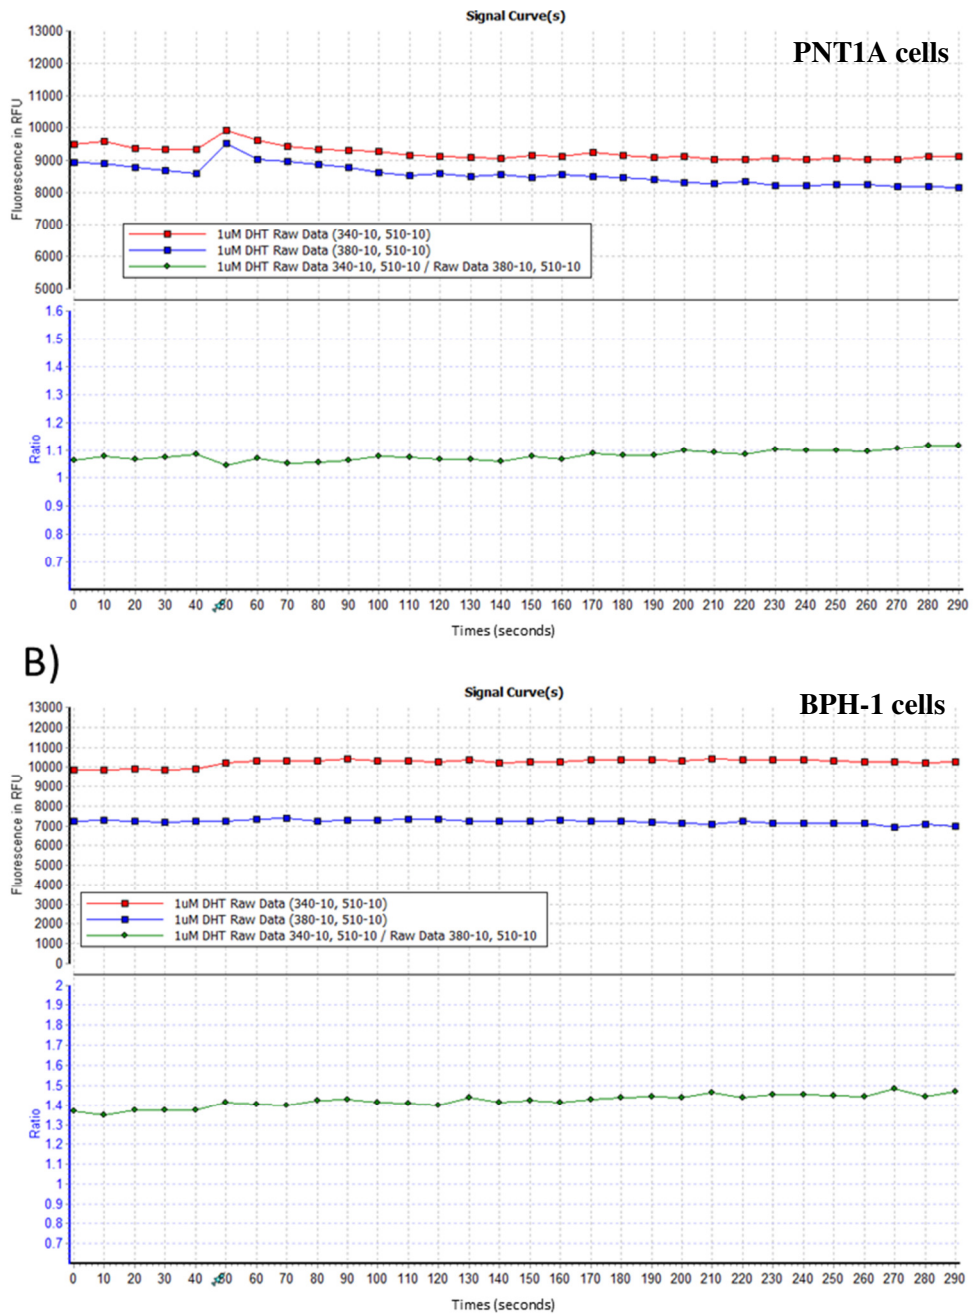 Signal Curve(s)
PNT1A cells
13000
12000
11000
10000
9000
8000
7000
6000
5000
Fluorescence in RFU
1uM DHT Raw Data (340-10, 510-10)
1uM DHT Raw Data (380-10, 510-10)
1uM DHT Raw Data 340-10, 510-10 / Raw Data 380-10, 510-10
1.6
1.5
1.4
1.3
1.2
1.1
1
0.9
0.8
0.7
Ratio
0 10 20 30 40 50 60 70 80 90 100 110 120 130 140 150 160 170 180 190 200 210 220 230 240 250 260 270 280 290
Times (seconds)
B)
Signal Curve(s)
BPH-1 cells
13000
12000
11000
10000
9000
8000
7000
6000
5000
4000
3000
2000
1000
0
Fluorescence in RFU
1uM DHT Raw Data (340-10, 510-10)
1uM DHT Raw Data (380-10, 510-10)
1uM DHT Raw Data 340-10, 510-10 / Raw Data 380-10, 510-10
2
1.9
1.8
1.7
1.6
1.5
1.4
1.3
1.2
1.1
1
0.9
0.8
0.7
Ratio
0 10 20 30 40 50 60 70 80 90 100 110 120 130 140 150 160 170 180 190 200 210 220 230 240 250 260 270 280 290
Times (seconds)